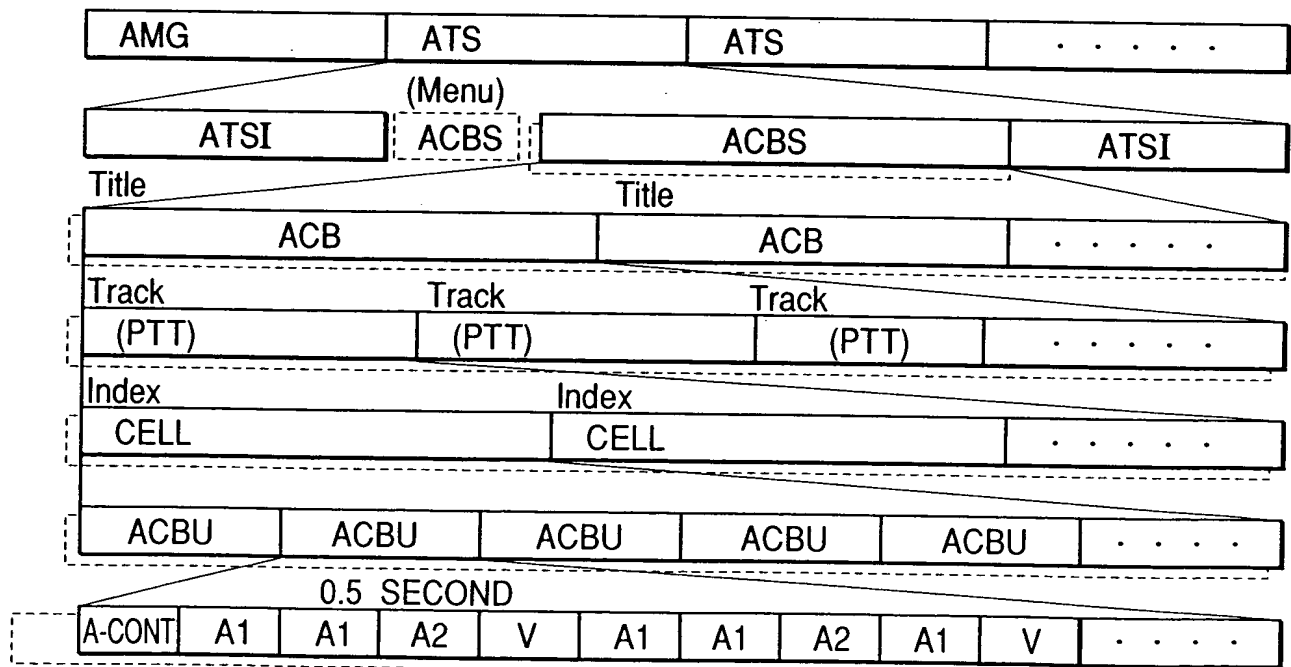 AMG ATS ATS · · · · ·
(Menu)
ATSI ACBS ACBS ATSI
Title Title
ACB ACB · · · · ·
Track Track Track
(PTT) (PTT) (PTT) · · · · ·
Index Index
CELL CELL · · · · ·
ACBU ACBU ACBU ACBU ACBU · · · ·
0.5 SECOND
A-CONT A1 A1 A2 V A1 A1 A2 A1 V · · · ·